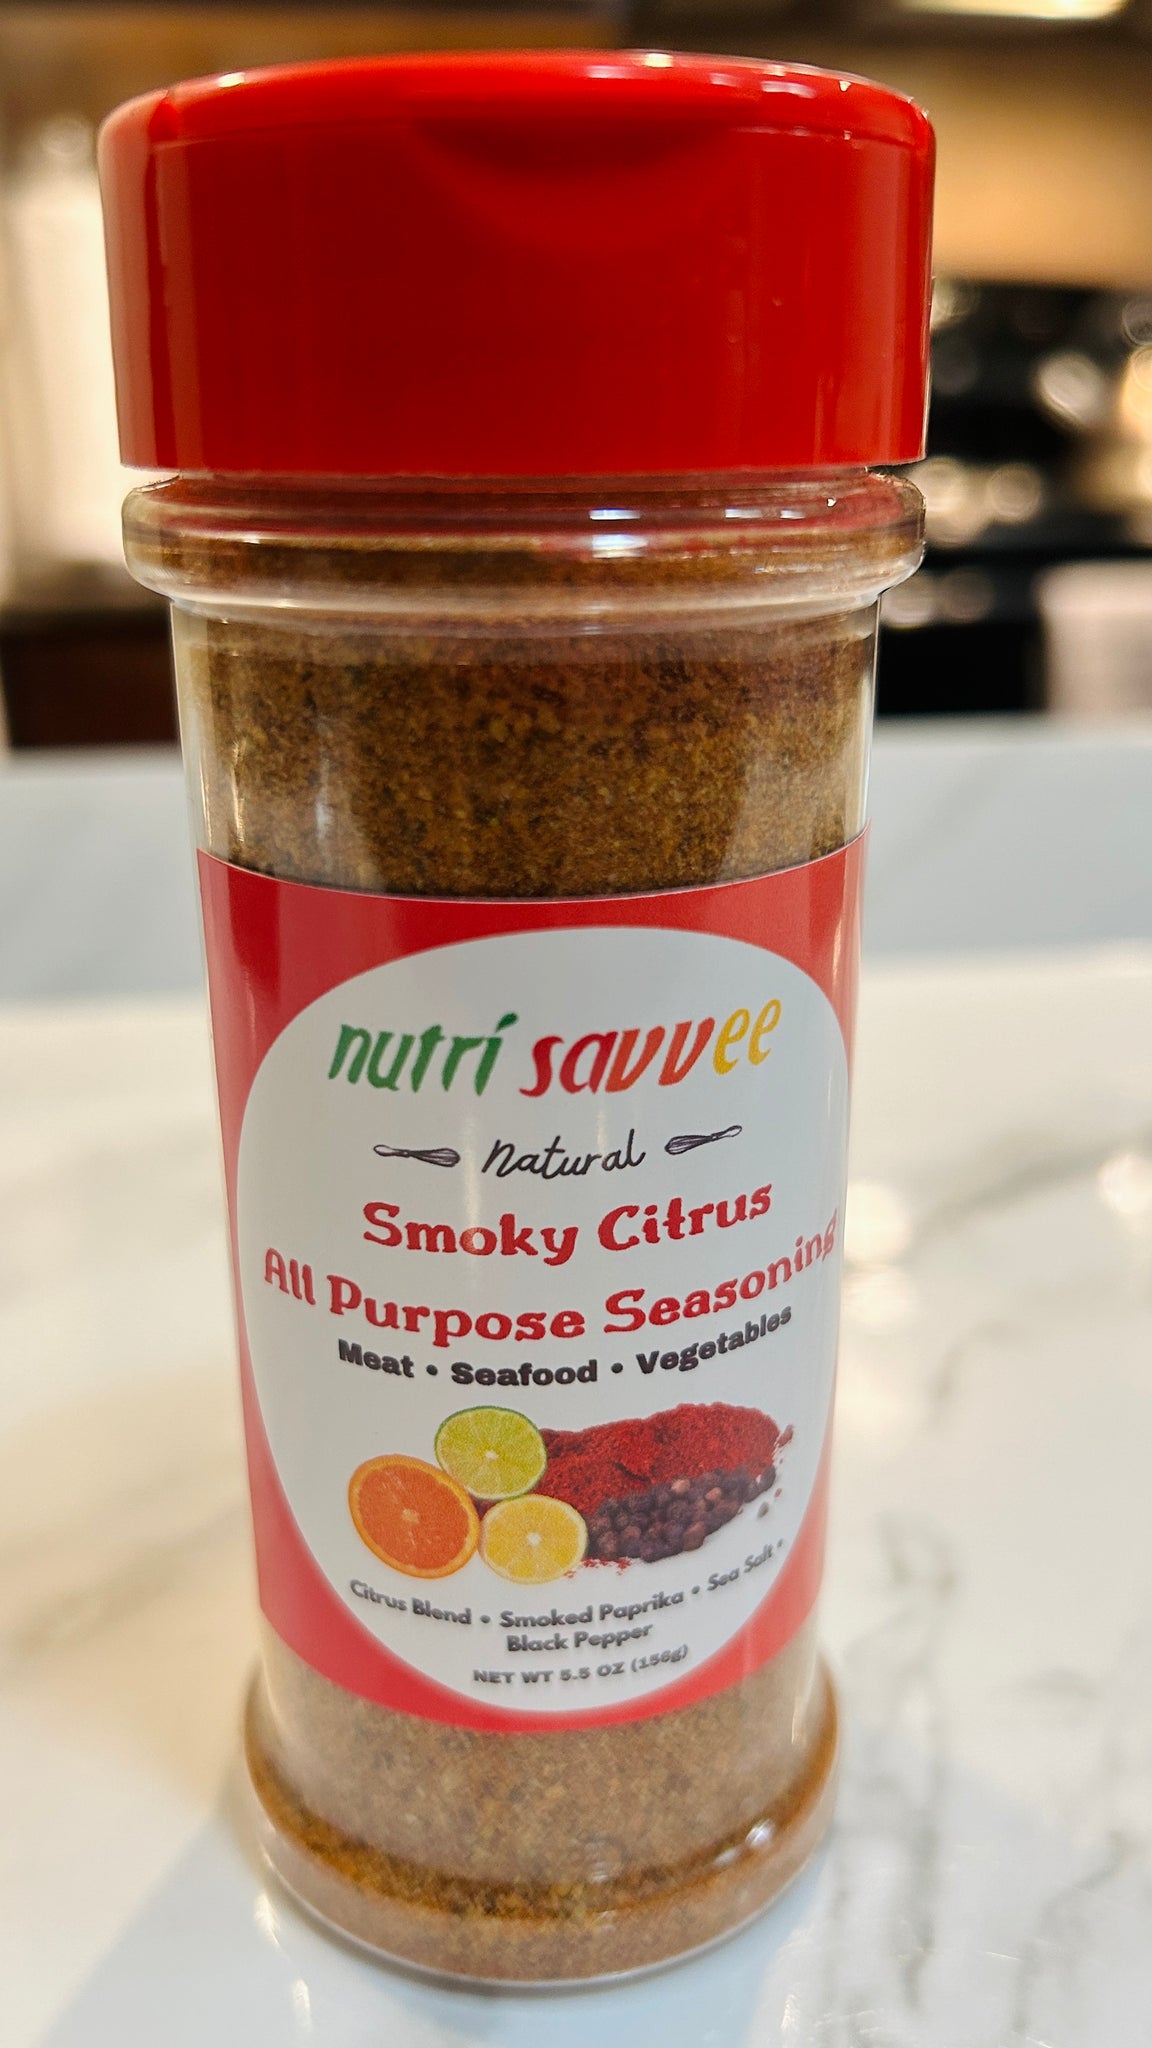 nutri savvee
Natural
Smoky Citrus
All Purpose Seasoning
Meat • Seafood • Vegetables
Citrus Blend • Smoked Paprika • Sea Salt •
Black Pepper
NET WT 5.5 OZ (156g)